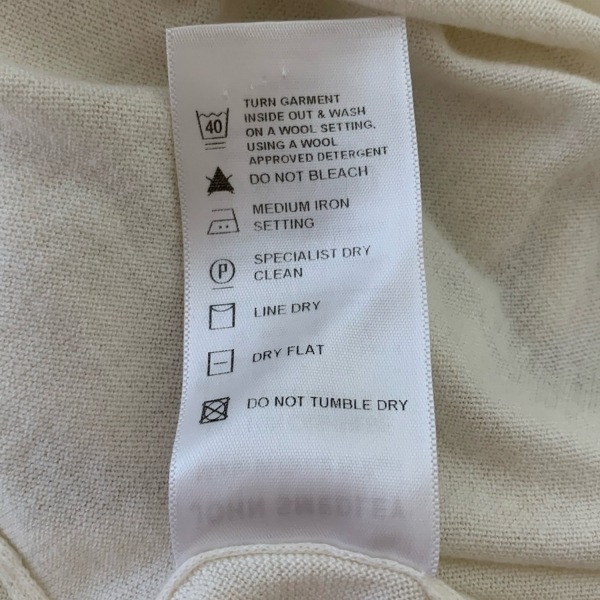 40
TURN GARMENT
INSIDE OUT & WASH
ON A WOOL SETTING.
USING A WOOL
APPROVED DETERGENT
DO NOT BLEACH
MEDIUM IRON
SETTING
P
SPECIALIST DRY
CLEAN
LINE DRY
DRY FLAT
DO NOT TUMBLE DRY